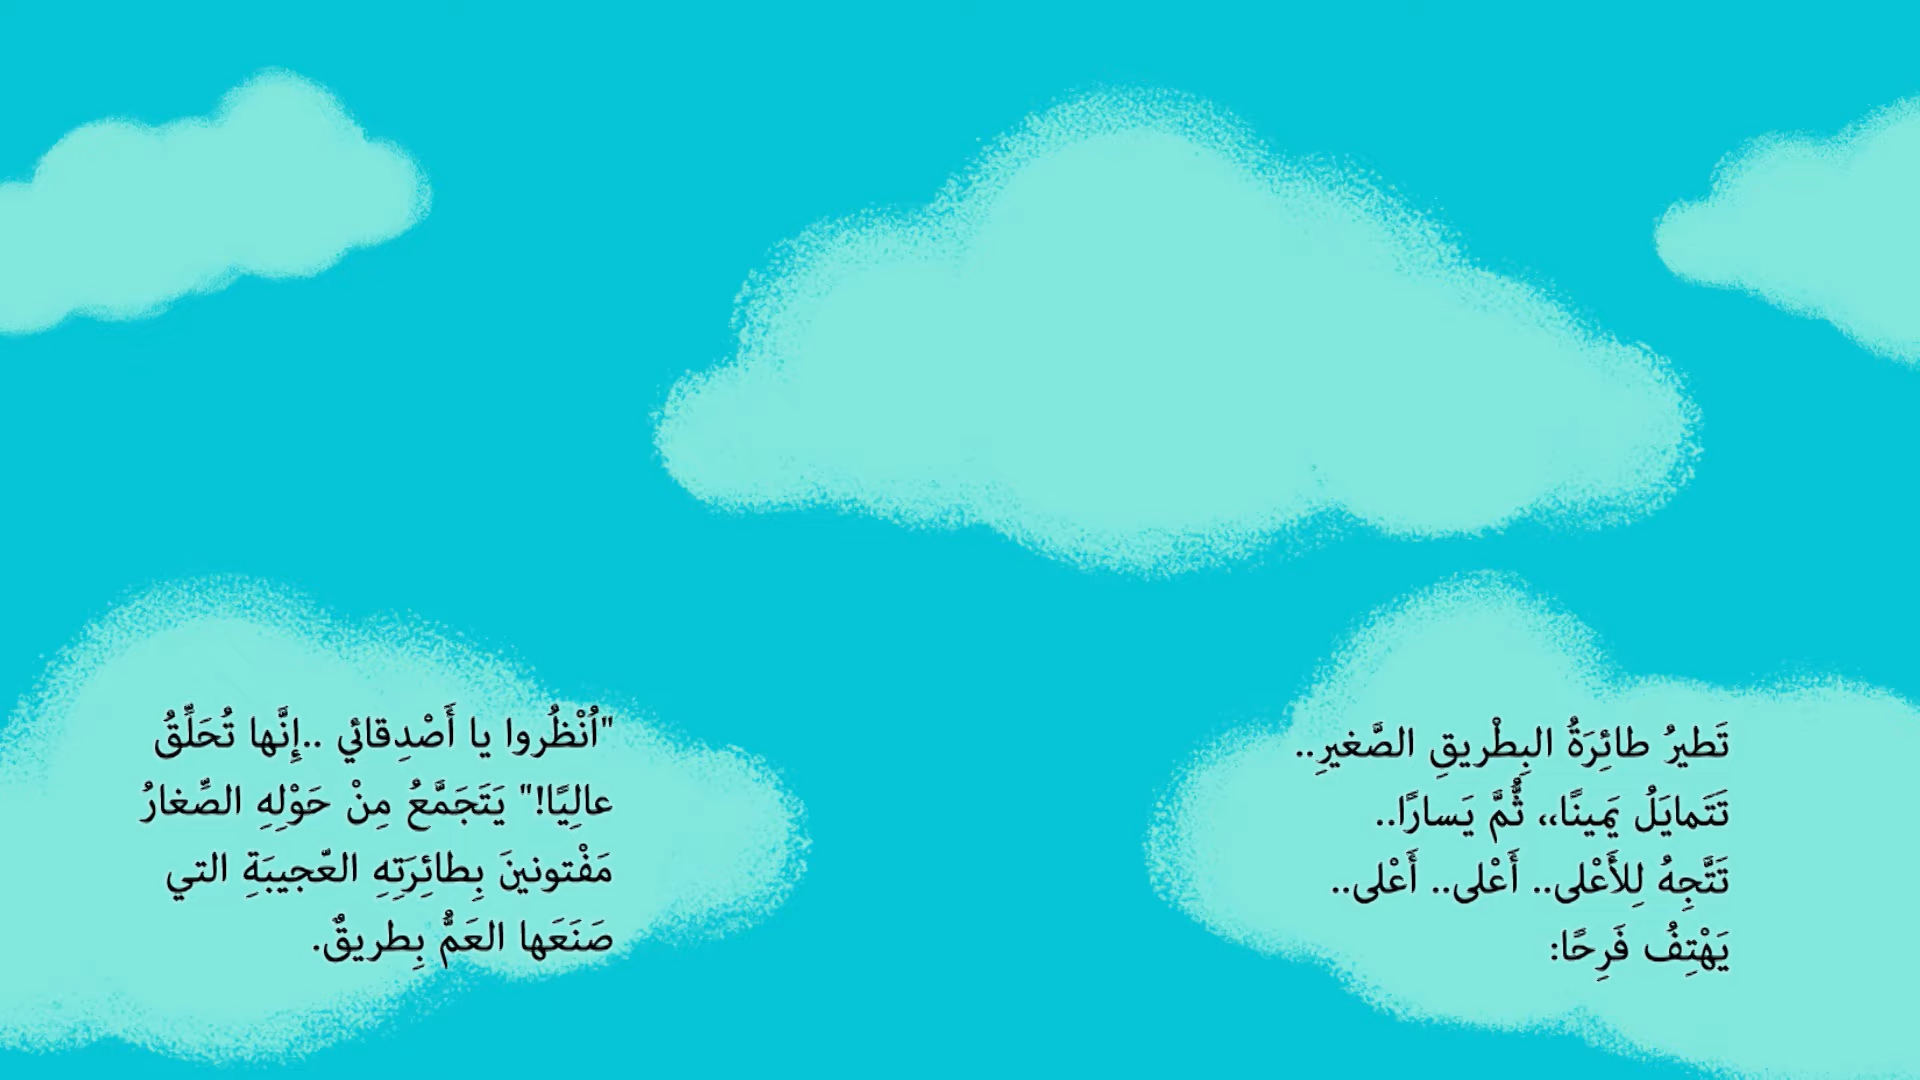 تَطيرُ طائِرَةُ البِطْريقِ الصَّغيرِ..
تَتَمايَلُ يَمينًا،، ثُّمَّ يَسارًا..
تَتَّجِهُ لِلأَعْلى.. أَعْلى.. أَعْلى..
يَهْتِفُ فَرِحًا:
"اُنْظُروا يا أَصْدِقائي ..إِنَّها تُحَلِّقُ
عالِيًا!" يَتَجَمَّعُ مِنْ حَوْلِهِ الصِّغارُ
مَفْتونينَ بِطائِرَتِهِ العّجيبَةِ التي
صَنَعَها العَمُّ بِطريقٌ.